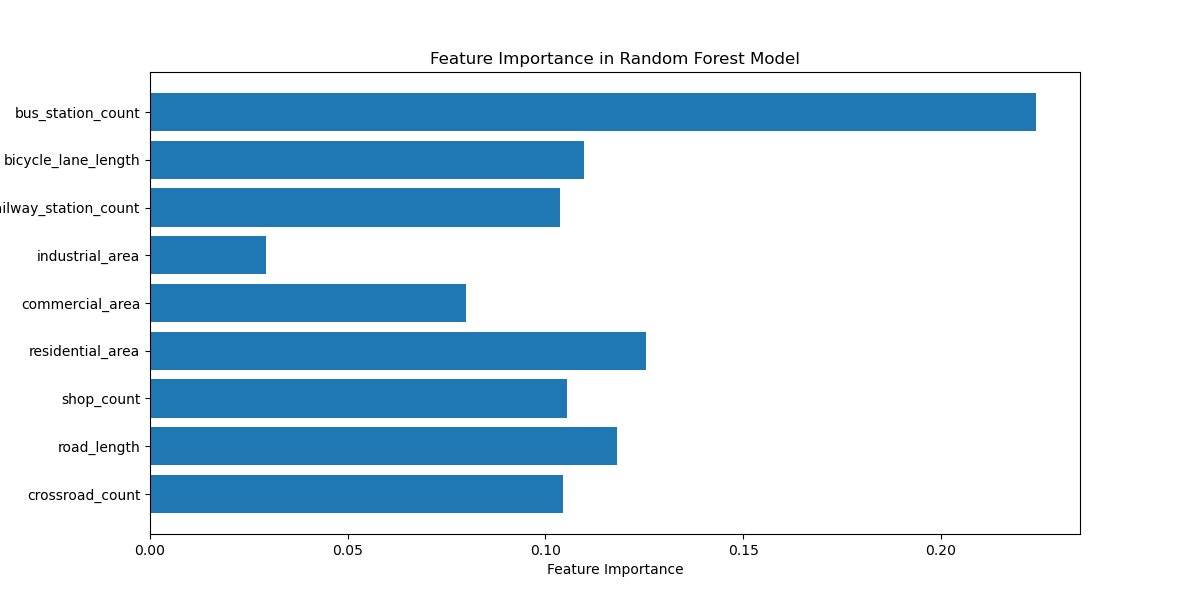 Feature Importance in Random Forest Model
bus_station_count
bicycle_lane_length
ilway_station_count
industrial_area
commercial_area
residential_area
shop_count
road_length
crossroad_count
0.00 0.05 0.10 0.15 0.20
Feature Importance